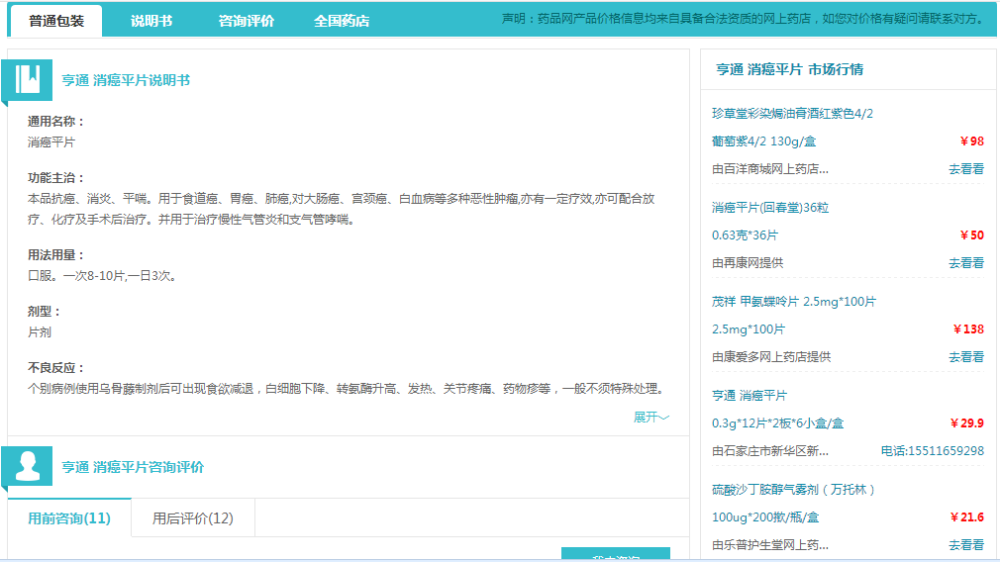 普通包装 说明书 咨询评价 全国药店 声明：药品网产品价格信息均来自具备合法资质的网上药店，如您对价格有疑问请联系对方。
亨通 消癌平片说明书
通用名称：
消癌平片
功能主治：
本品抗癌、消炎、平喘。用于食道癌、胃癌、肺癌,对大肠癌、宫颈癌、白血病等多种恶性肿瘤,亦有一定疗效,亦可配合放
疗、化疗及手术后治疗。并用于治疗慢性气管炎和支气管哮喘。
用法用量：
口服。一次8-10片,一日3次。
剂型：
片剂
不良反应：
个别病例使用乌骨藤制剂后可出现食欲减退，白细胞下降、转氨酶升高、发热、关节疼痛、药物疹等，一般不须特殊处理。
展开
亨通 消癌平片咨询评价
用前咨询(11) 用后评价(12)
我来咨询
亨通 消癌平片 市场行情
珍草堂彩染焗油膏酒红紫色4/2
葡萄紫4/2 130g/盒 ￥98
由百洋商城网上药店... 去看看
消癌平片(回春堂)36粒
0.63克*36片 ￥50
由再康网提供 去看看
茂祥 甲氨蝶呤片 2.5mg*100片
2.5mg*100片 ￥138
由康爱多网上药店提供 去看看
亨通 消癌平片
0.3g*12片*2板*6小盒/盒 ￥29.9
由石家庄市新华区新... 电话:15511659298
硫酸沙丁胺醇气雾剂（万托林）
100ug*200揿/瓶/盒 ￥21.6
由乐普护生堂网上药... 去看看